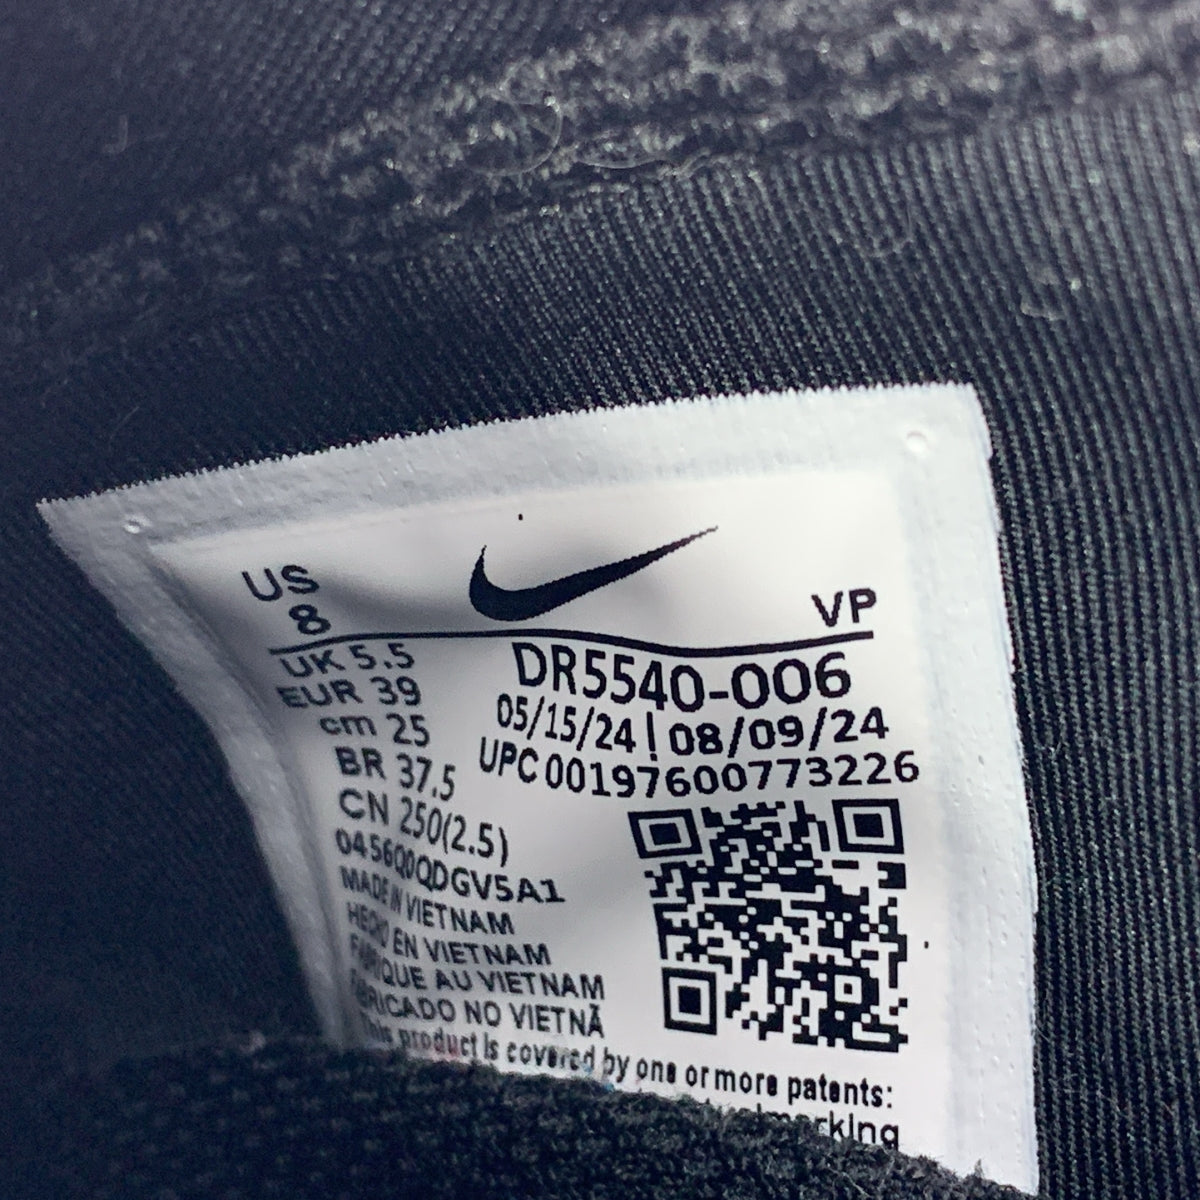 US
8
VP
UK 5.5
EUR 39
cm 25
BR 37.5
CN 250(2.5)
DR5540-006
05/15/24 | 08/09/24
UPC 00197600773226
0456Q0QDGV5A1
MADE IN VIETNAM
HECHO EN VIETNAM
FABRIQUE AU VIETNAM
FABRICADO NO VIETNÃ
This product is covered by one or more patents: